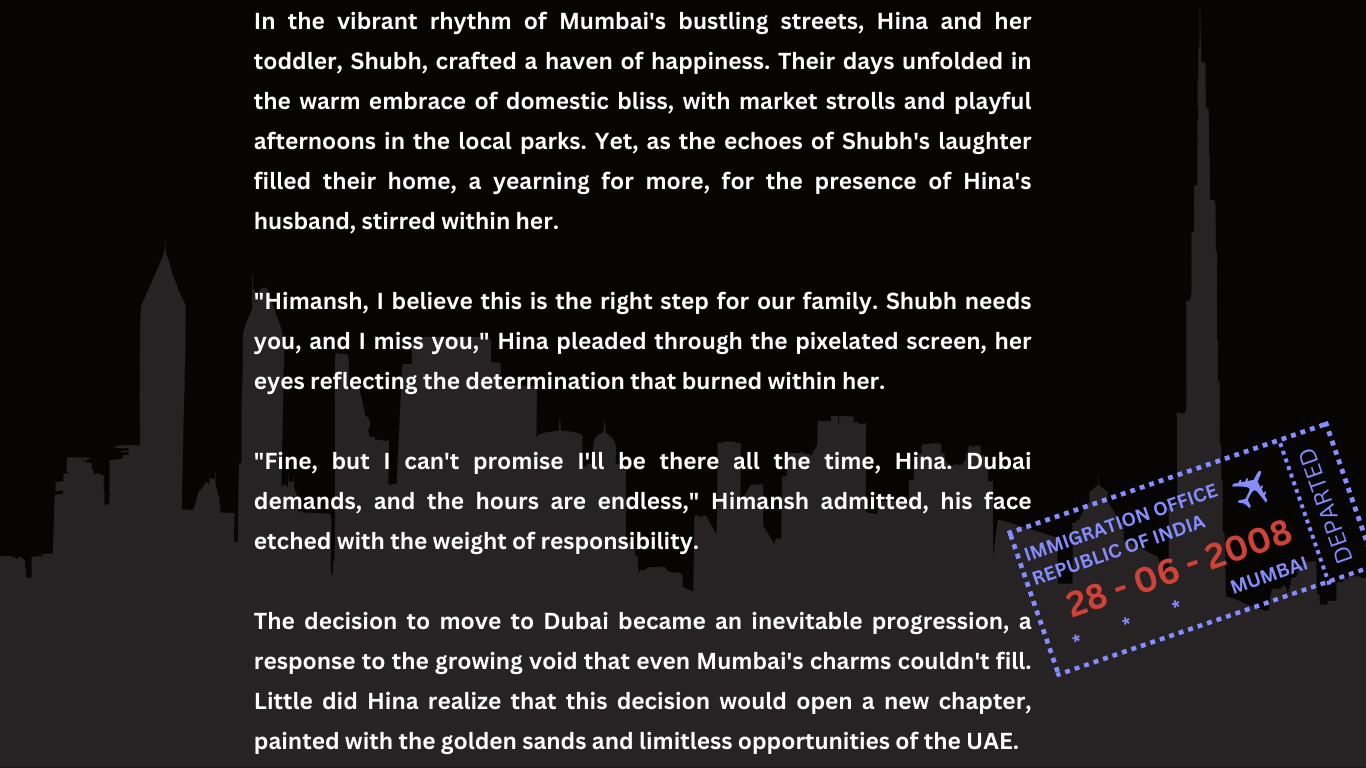 In the vibrant rhythm of Mumbai's bustling streets, Hina and her
toddler, Shubh, crafted a haven of happiness. Their days unfolded in
the warm embrace of domestic bliss, with market strolls and playful
afternoons in the local parks. Yet, as the echoes of Shubh's laughter
filled their home, a yearning for more, for the presence of Hina's
husband, stirred within her.
"Himansh, I believe this is the right step for our family. Shubh needs
you, and I miss you," Hina pleaded through the pixelated screen, her
eyes reflecting the determination that burned within her.
"Fine, but I can't promise I'll be there all the time, Hina. Dubai
demands, and the hours are endless," Himansh admitted, his face
etched with the weight of responsibility.
The decision to move to Dubai became an inevitable progression, a
response to the growing void that even Mumbai's charms couldn't fill.
Little did Hina realize that this decision would open a new chapter,
painted with the golden sands and limitless opportunities of the UAE.
IMMIGRATION OFFICE
REPUBLIC OF INDIA
28 - 06 - 2008
MUMBAI
* * *
DEPARTED